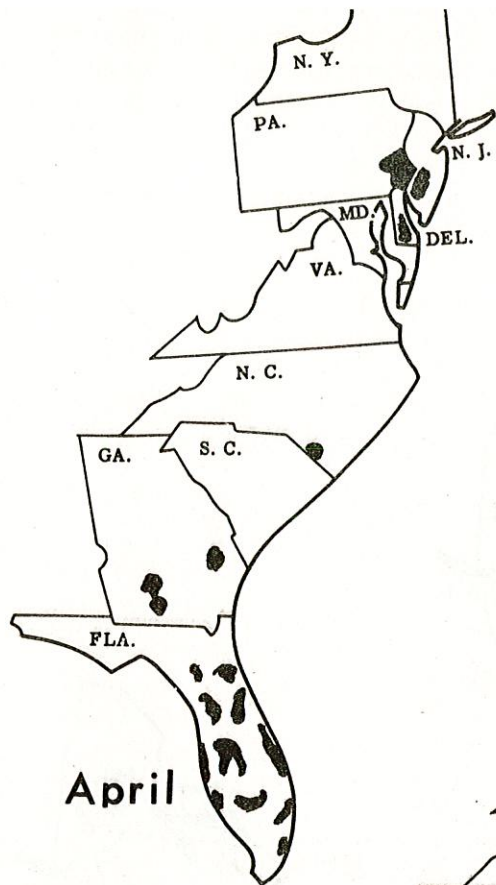 N. Y.
PA.
N. J.
MD.
DEL.
VA.
N. C.
GA.
S. C.
FLA.
April